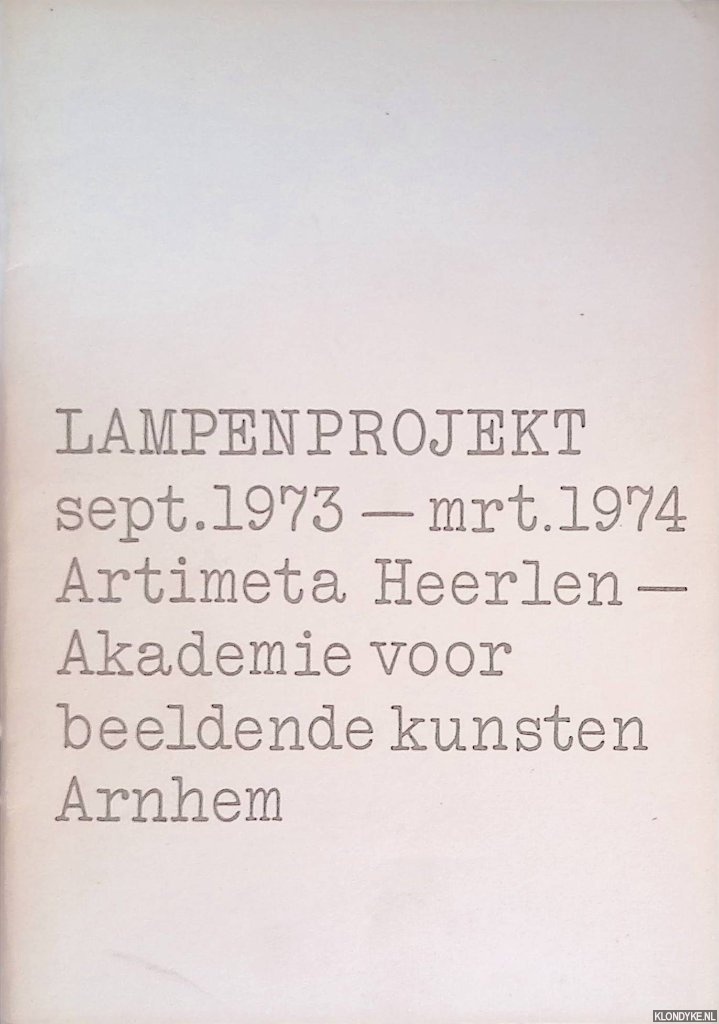 LAMPENPROJEKT
sept.1973 — mrt.1974
Artimeta Heerlen —
Akademie voor
beeldende kunsten
Arnhem
KLONDYKE.NL